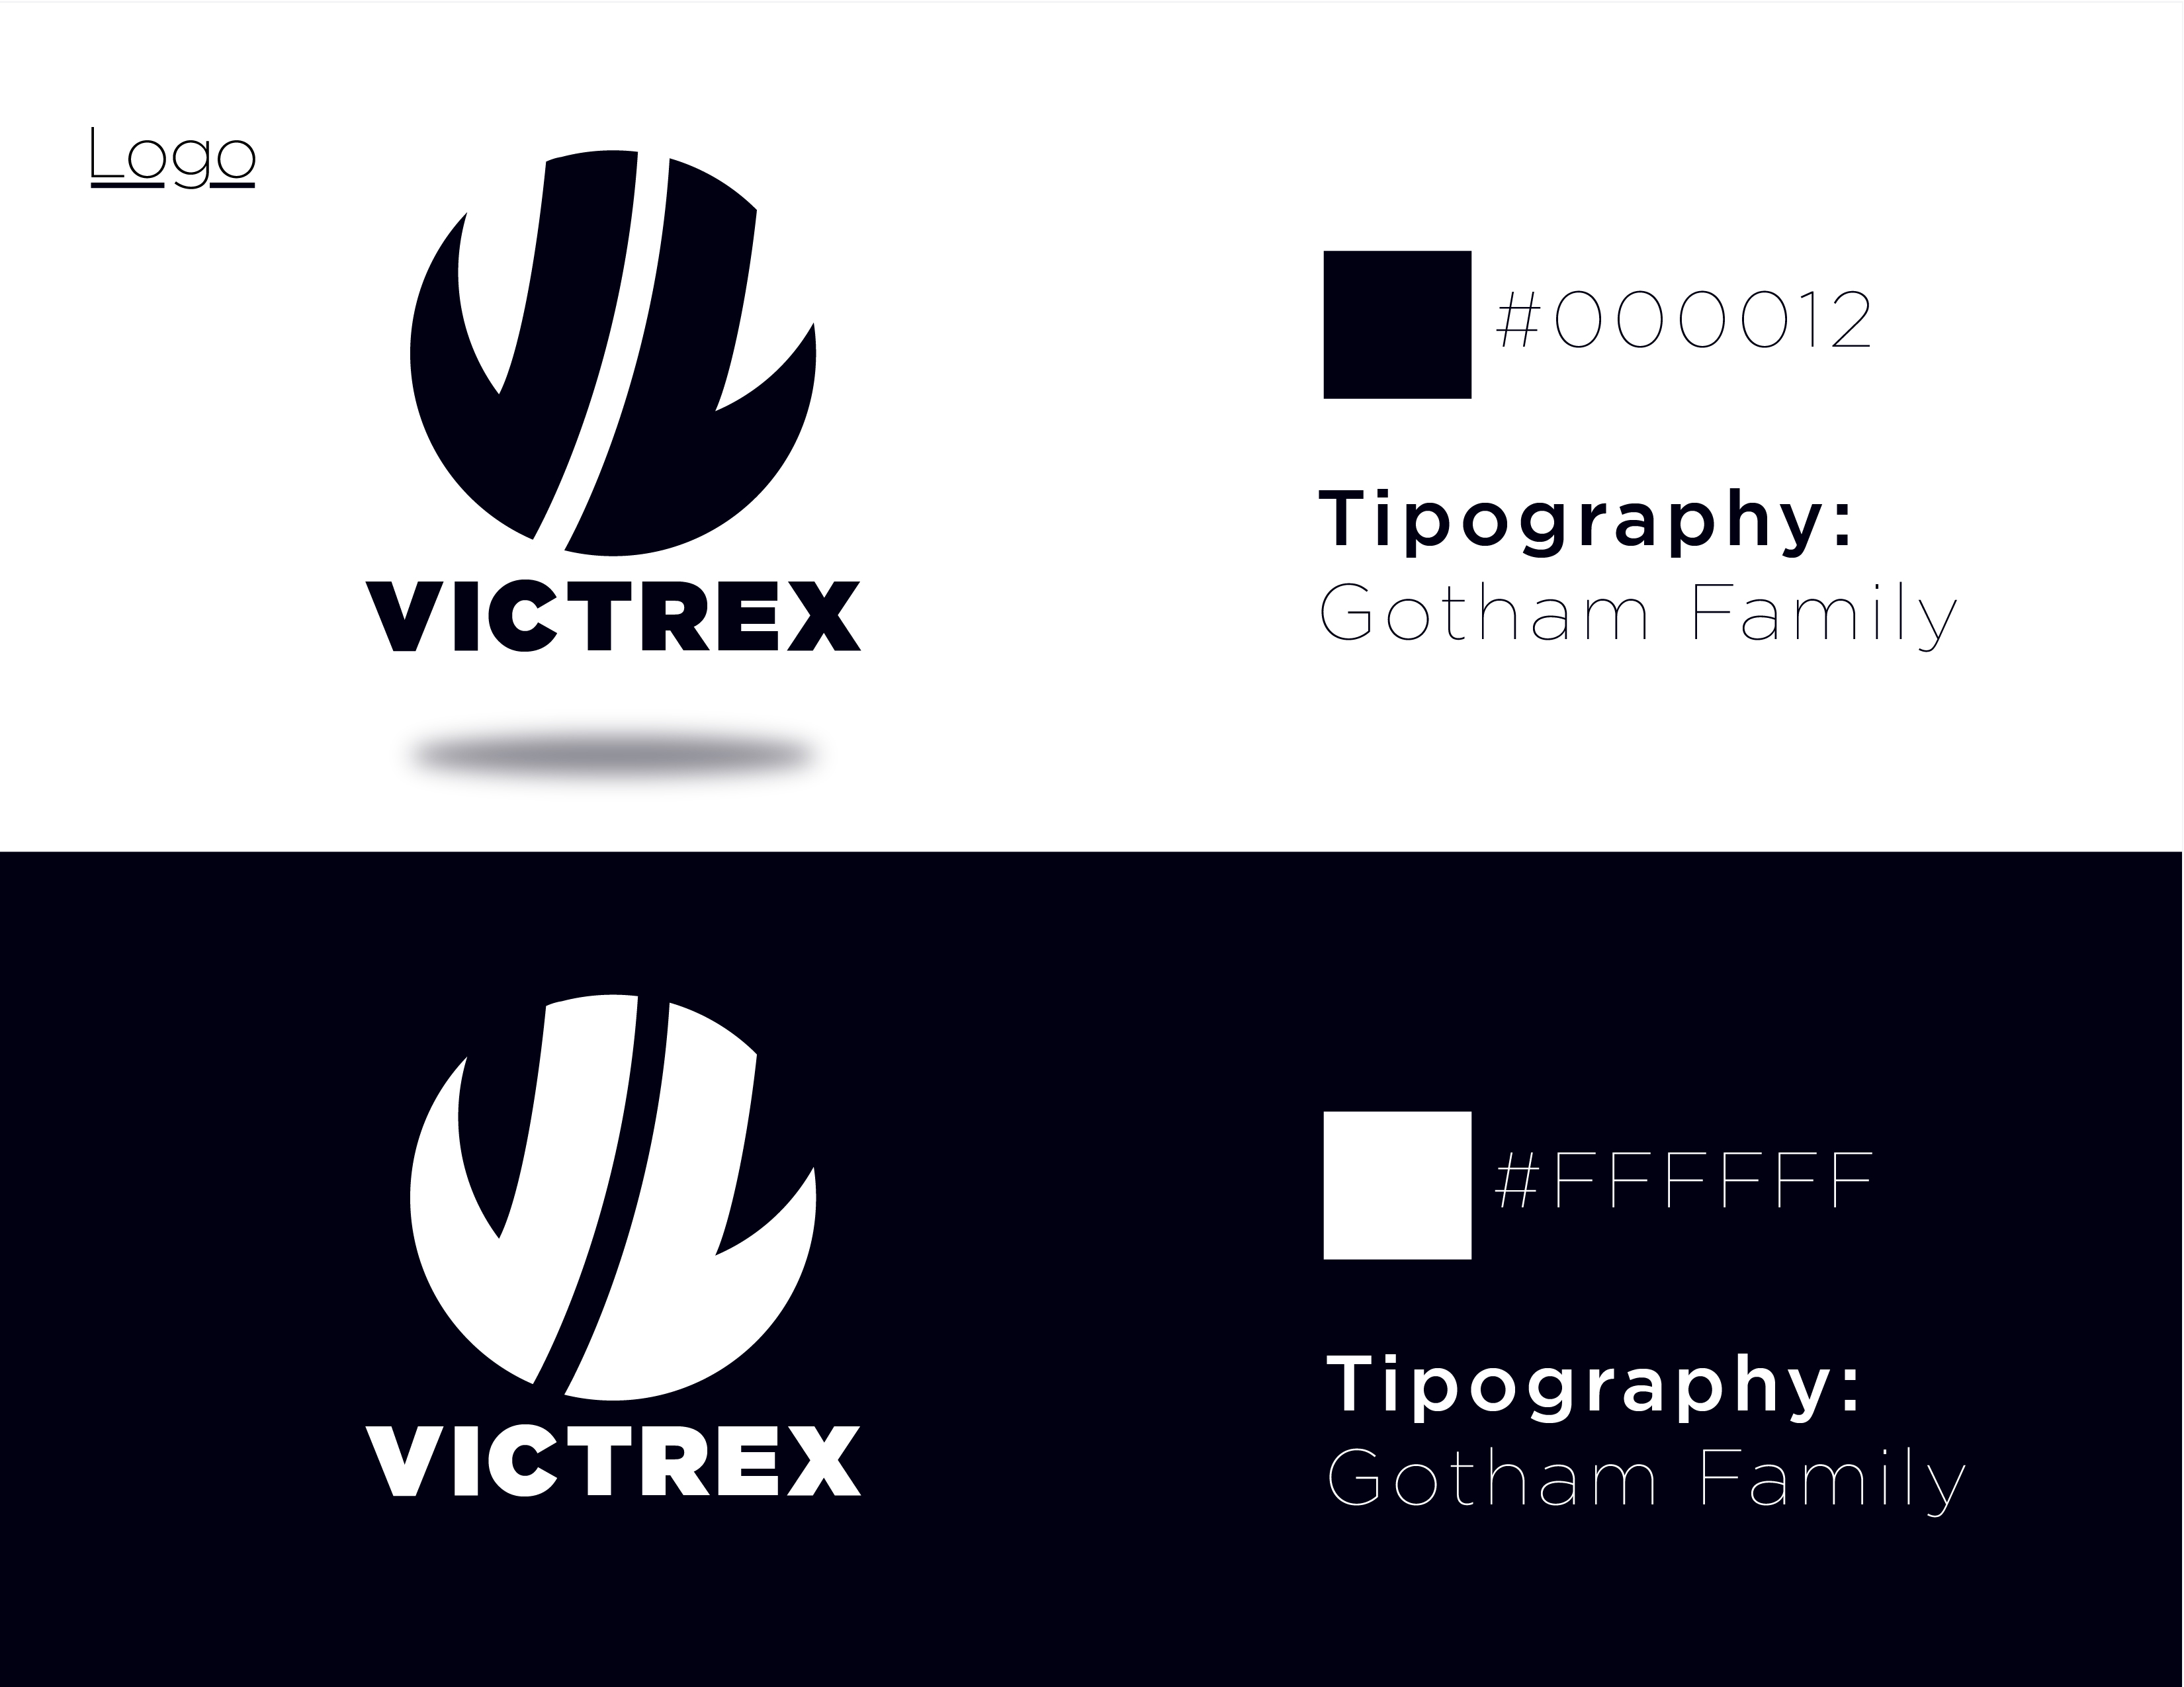 Logo
VICTREX
#000012
Tipography:
Gotham Family
VICTREX
#FFFFFF
Tipography:
Gotham Family